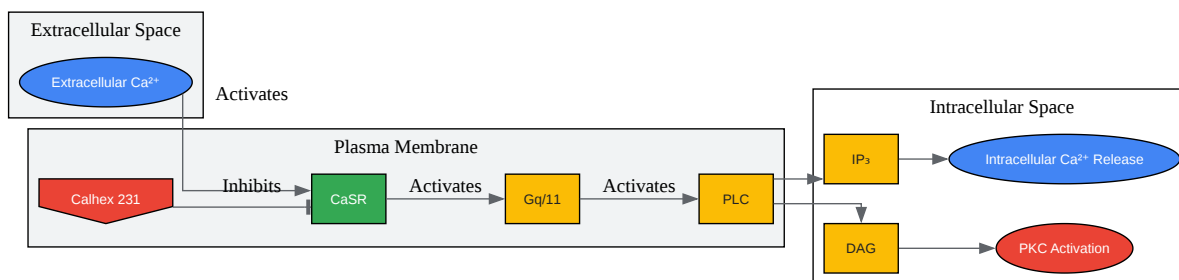 Extracellular Space
Extracellular Ca²⁺
Activates
Plasma Membrane
Calhex 231
Inhibits
CaSR
Activates
Gq/11
Activates
PLC
Intracellular Space
IP₃
Intracellular Ca²⁺ Release
DAG
PKC Activation